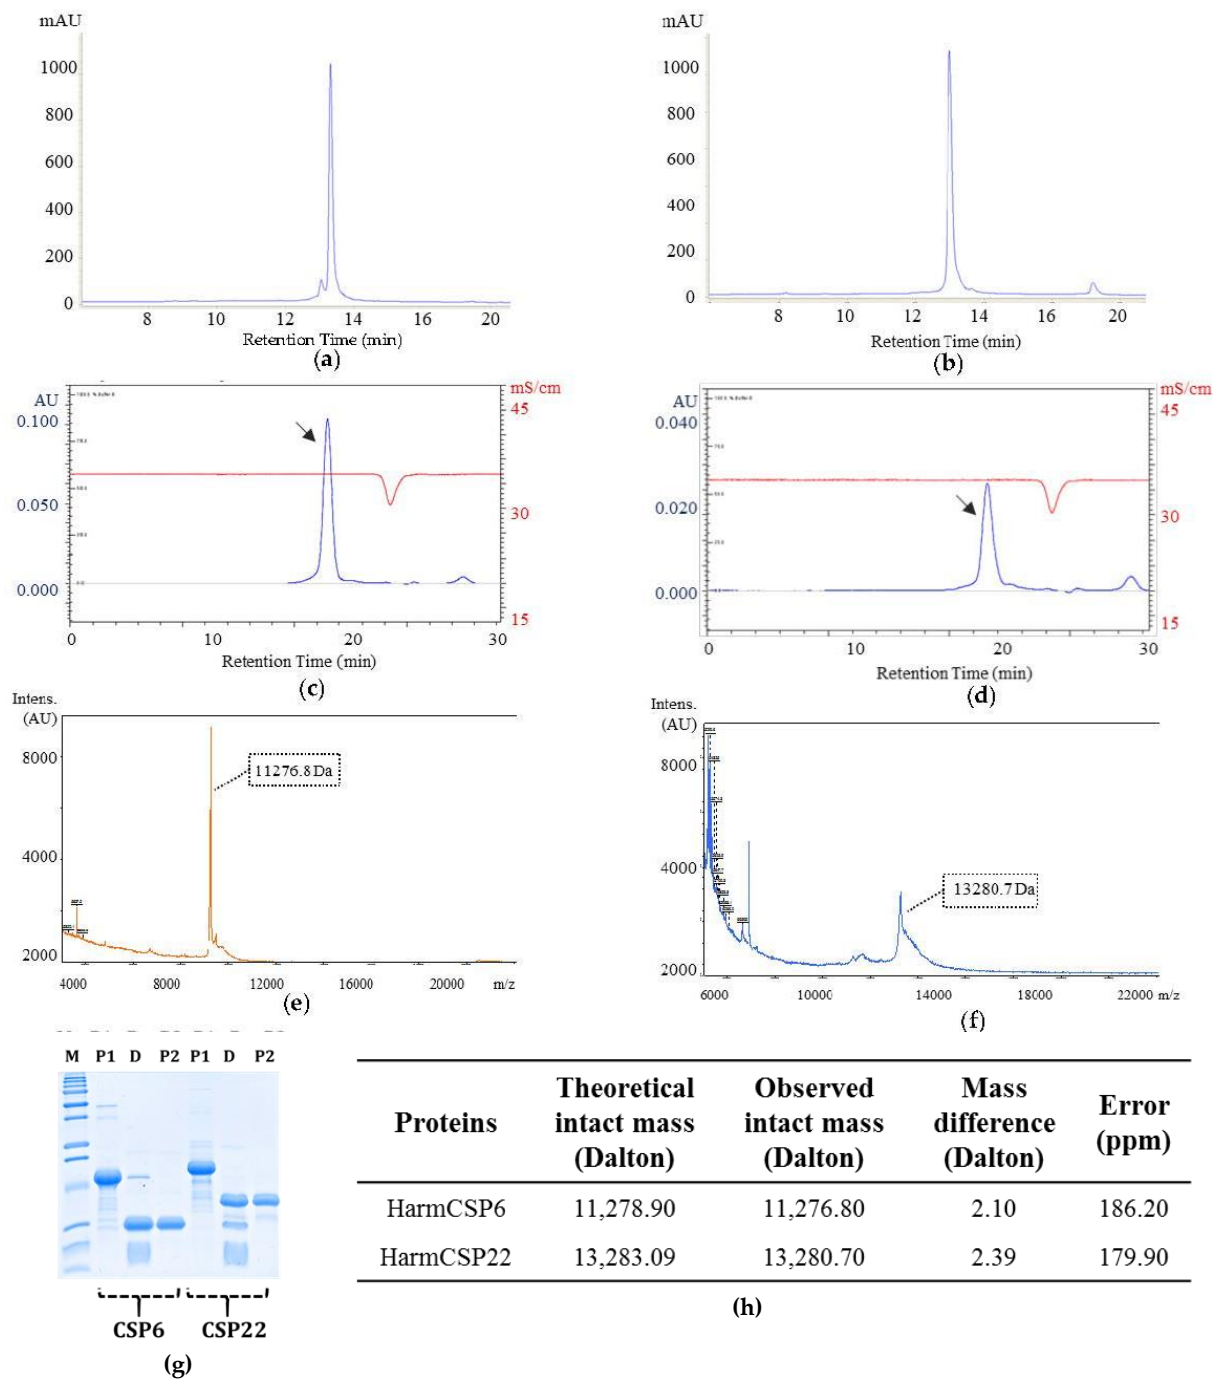 mAU
1000
800
600
400
200
0
8 10 12 14 16 20
Retention Time (min)
(a)
mAU
1000
800
600
400
200
0
8 10 12 14 16 20
Retention Time (min)
(b)
AU
0.100
0.050
0.000
mS/cm
45
30
15
0 10 20 30
Retention Time (min)
(c)
AU
0.040
0.020
0.000
mS/cm
45
30
15
0 10 20 30
Retention Time (min)
(d)
Intens.
(AU)
8000
4000
2000
11276.8Da
4000 8000 12000 16000 20000 m/z
(e)
Intens.
(AU)
8000
4000
2000
13280.7Da
6000 10000 14000 18000 22000 m/z
(f)
M P1 D P2 P1 D P2
CSP6 CSP22
(g)
Proteins Theoretical intact mass (Dalton) Observed intact mass (Dalton) Mass difference (Dalton) Error (ppm)
HarmCSP6 11,278.90 11,276.80 2.10 186.20
HarmCSP22 13,283.09 13,280.70 2.39 179.90
(h)